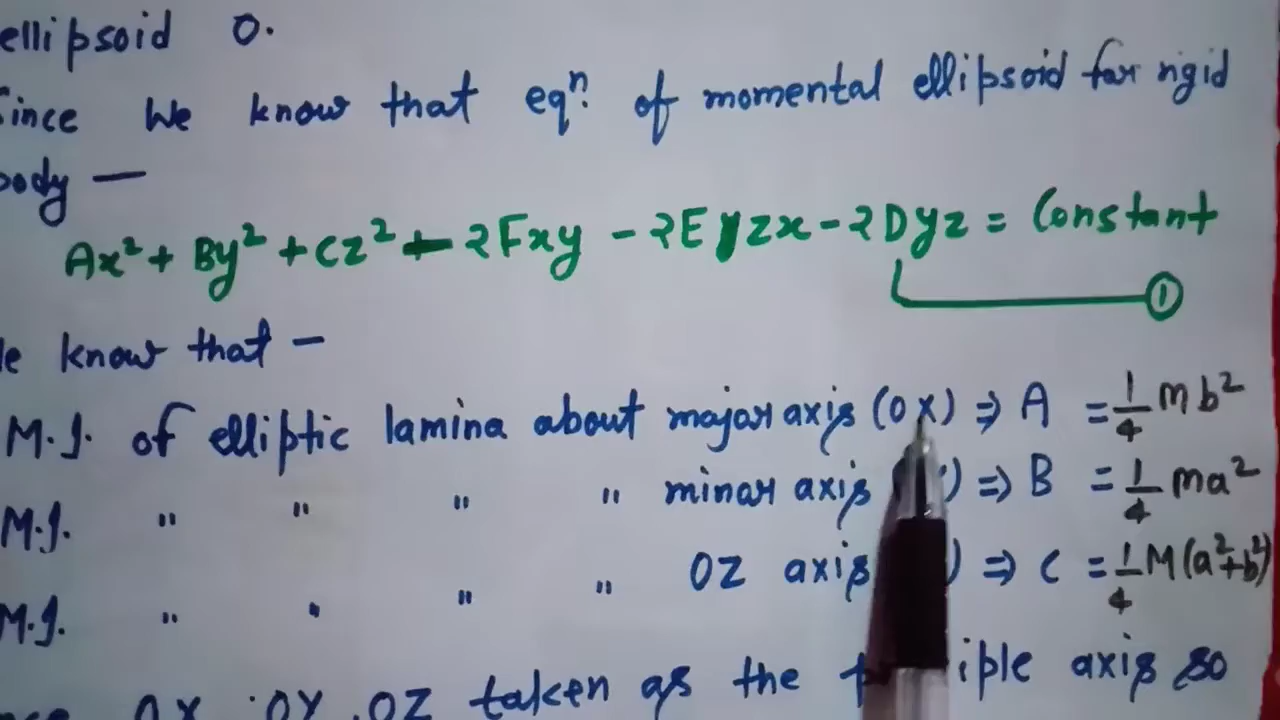 ellipsoid O.
Since We know that eqⁿ. of momental ellipsoid for rigid
body —
Ax² + By² + Cz² - 2Fxy - 2E zx - 2Dyz = Constant
①
We know that -
M.I. of elliptic lamina about major axis (OX) ⇒ A = 1/4 mb²
M.I. " " " " minor axis ) ⇒ B = 1/4 ma²
M.I. " " " " OZ axis ) ⇒ C = 1/4 M(a²+b²)
OX, OY, OZ taken as the axis so